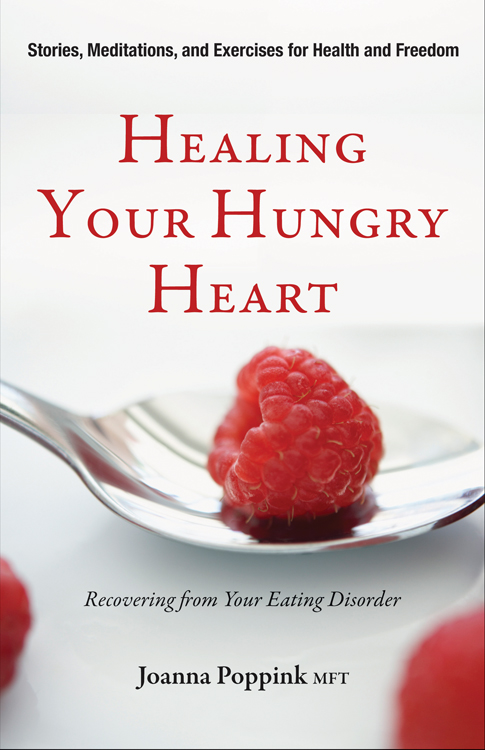 Stories, Meditations, and Exercises for Health and Freedom
Healing
Your Hungry
Heart
Recovering from Your Eating Disorder
Joanna Poppink MFT